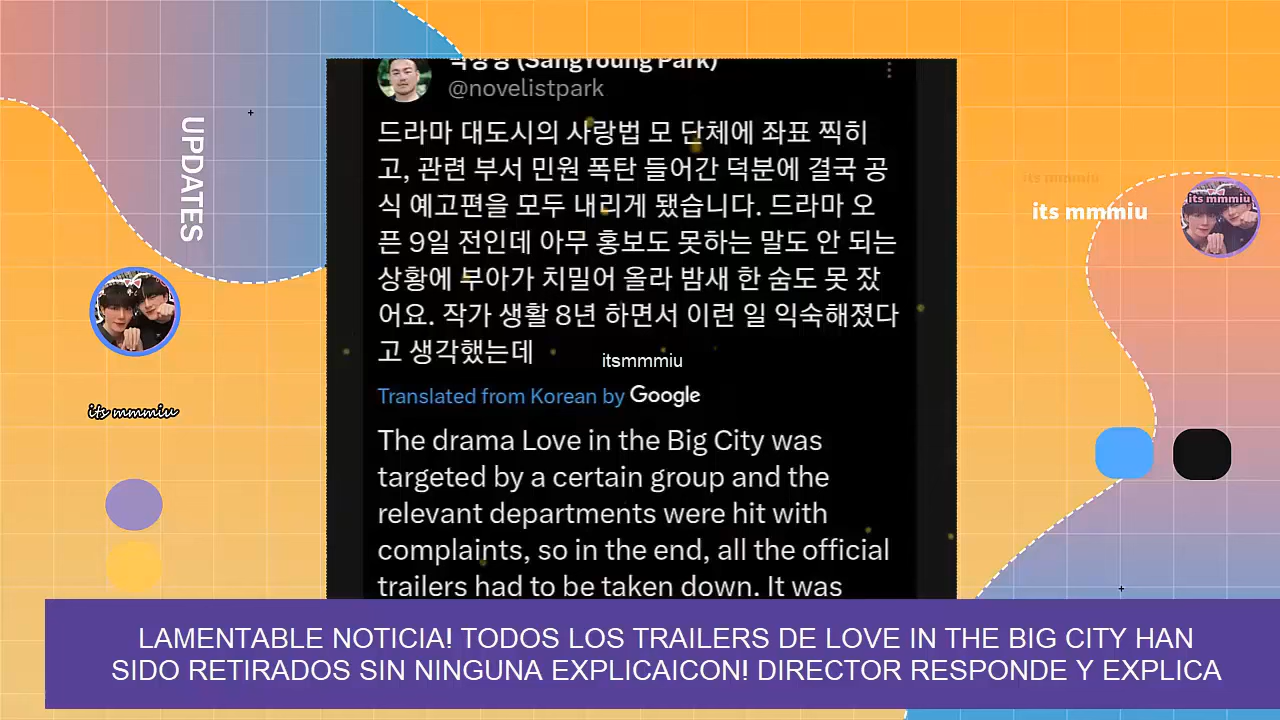 (SangYoung Park)
@novelistpark
드라마 대도시의 사랑법 모 단체에 좌표 찍히
고, 관련 부서 민원 폭탄 들어간 덕분에 결국 공
식 예고편을 모두 내리게 됐습니다. 드라마 오
픈 9일 전인데 아무 홍보도 못하는 말도 안 되는
상황에 부아가 치밀어 올라 밤새 한 숨도 못 잤
어요. 작가 생활 8년 하면서 이런 일 익숙해졌다
고 생각했는데
itsmmmiu
Translated from Korean by Google
The drama Love in the Big City was
targeted by a certain group and the
relevant departments were hit with
complaints, so in the end, all the official
trailers had to be taken down. It was
UPDATES
its mmmiu
its mmmiu
its mmmiu
its mmmiu
LAMENTABLE NOTICIA! TODOS LOS TRAILERS DE LOVE IN THE BIG CITY HAN
SIDO RETIRADOS SIN NINGUNA EXPLICAICON! DIRECTOR RESPONDE Y EXPLICA